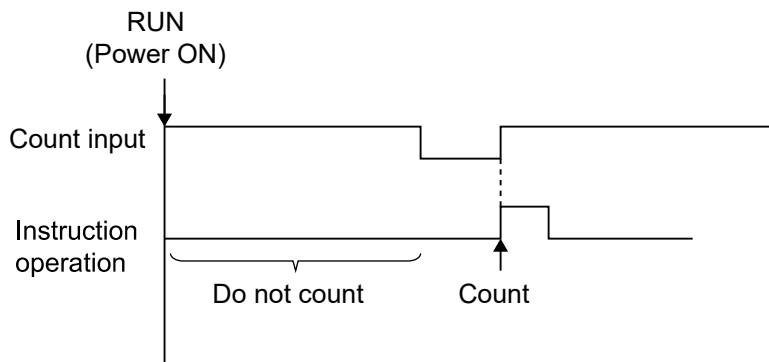 RUN
(Power ON)
Count input
Instruction
operation
Do not count
Count